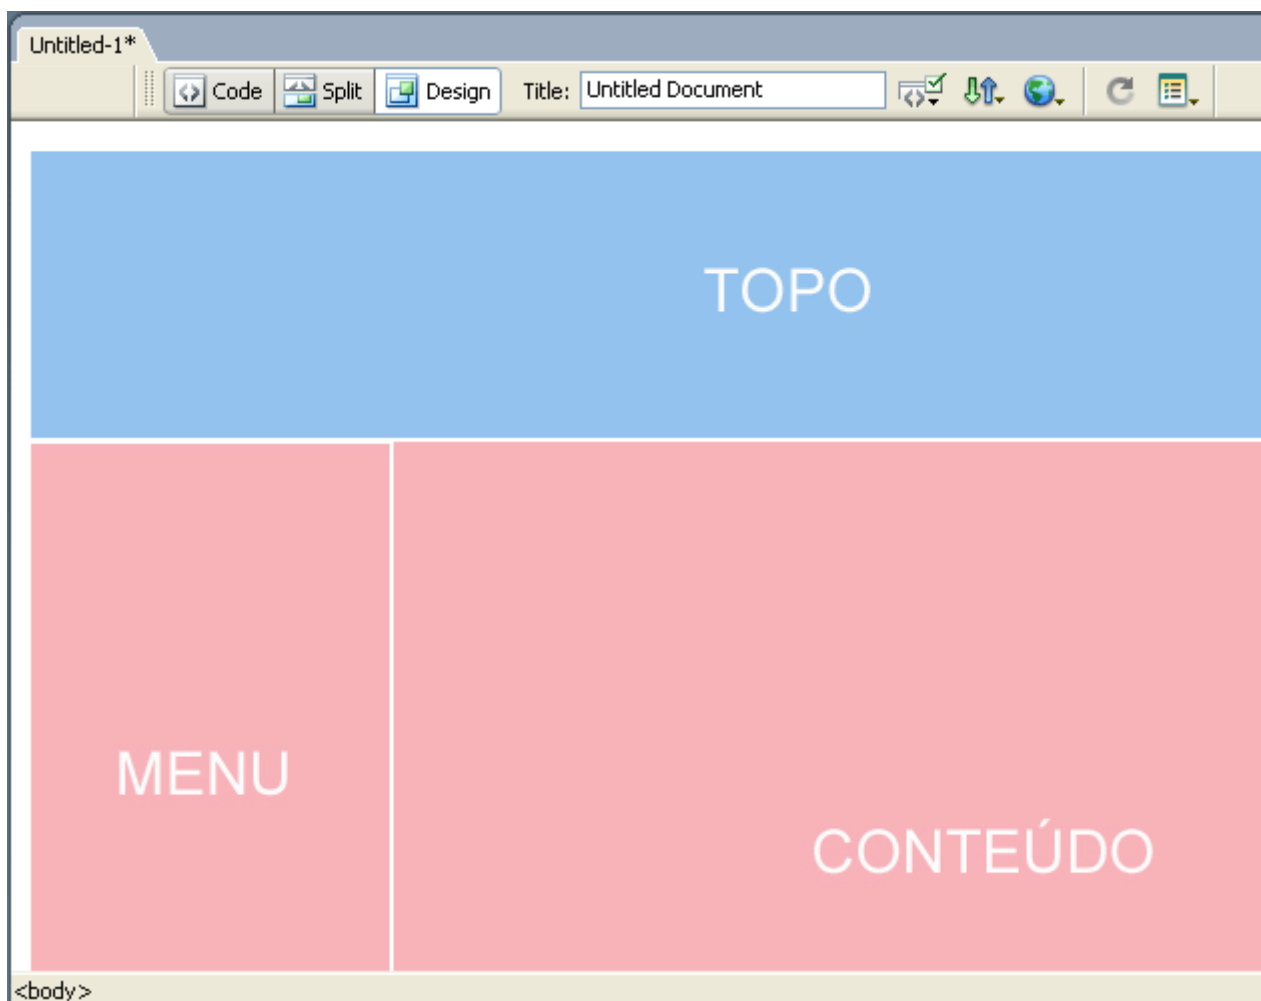 Untitled-1*
Code Split Design Title: Untitled Document
TOPO
MENU
CONTEÚDO
<body>